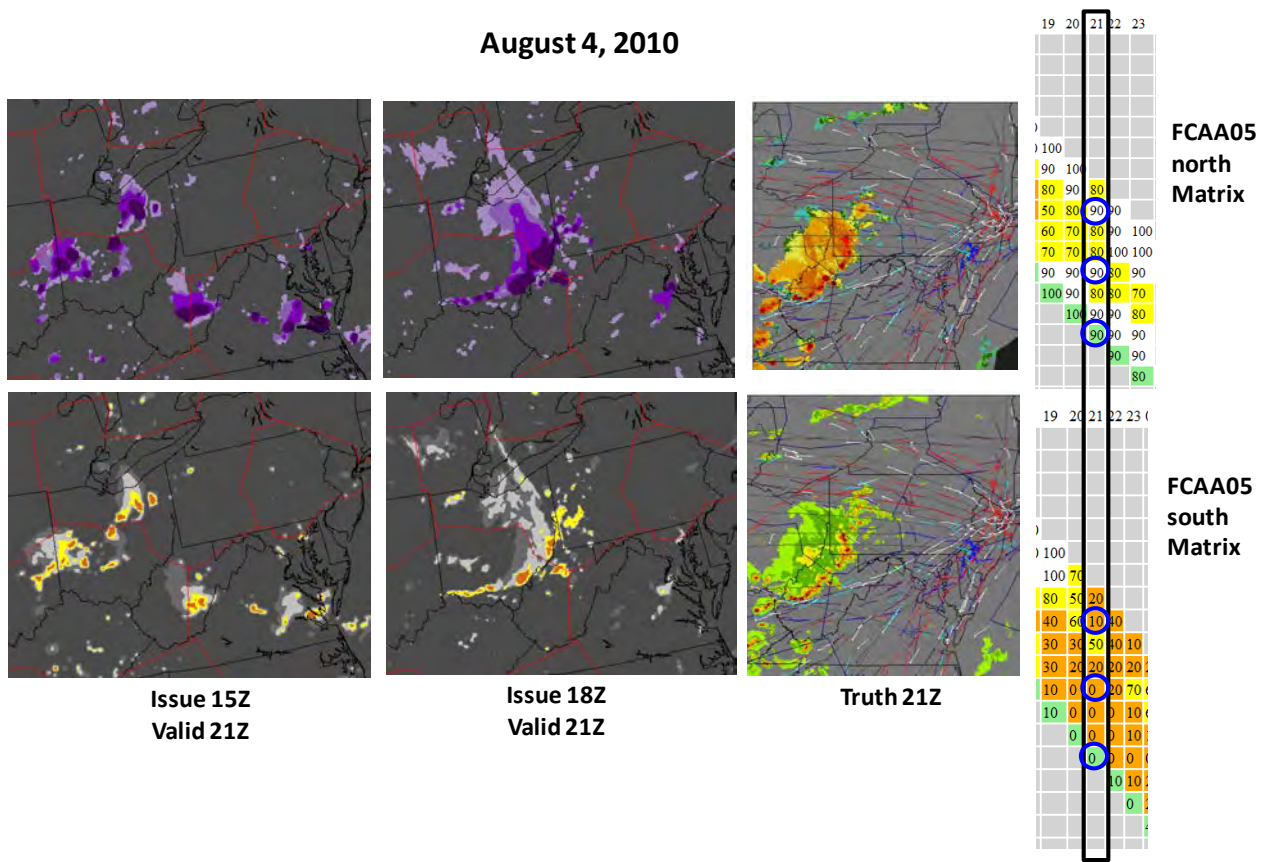 August 4, 2010
19 20 21 22 23
100
90 100
80 90 80
50 80 90 90
60 70 80 90 100
70 70 80 100 100
90 90 90 80 90
100 90 80 80 70
100 90 90 80
90 90 90
90 90
80
FCAA05
north
Matrix
19 20 21 22 23
100
100 70
80 50 20
40 60 10 40
30 30 50 40 10
30 20 20 20 20
10 0 0 20 70
10 0 0 0 10
0 0 0 10
0 0 0
10 10
0
FCAA05
south
Matrix
Issue 15Z
Valid 21Z
Issue 18Z
Valid 21Z
Truth 21Z